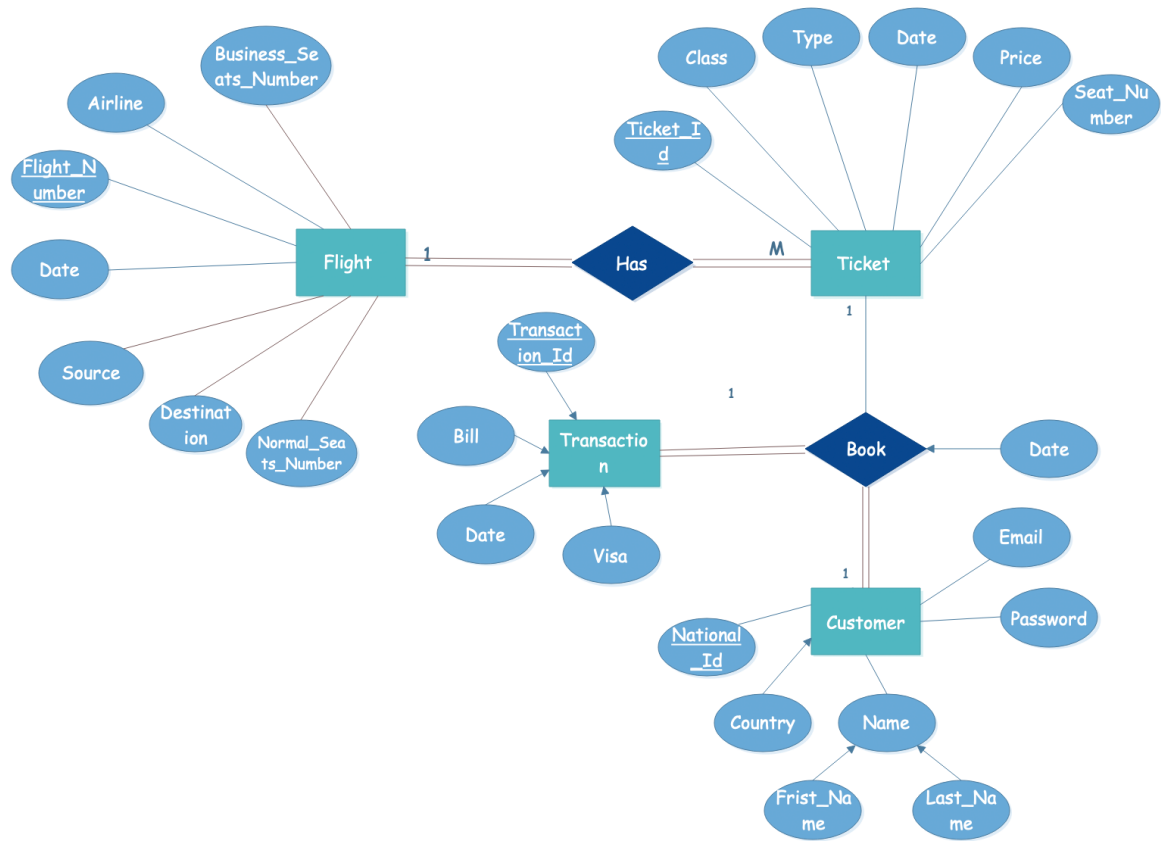 Business_Se
ats_Number
Airline
Flight_N
umber
Date
Source
Destinat
ion
Normal_Sea
ts_Number
Flight
1
Has
M
Ticket
Ticket_I
d
Class
Type
Date
Price
Seat_Nu
mber
1
Transact
ion_Id
Bill
Date
Visa
Transactio
n
1
Book
Date
1
Customer
Email
Password
National
_Id
Country
Name
Frist_Na
me
Last_Na
me